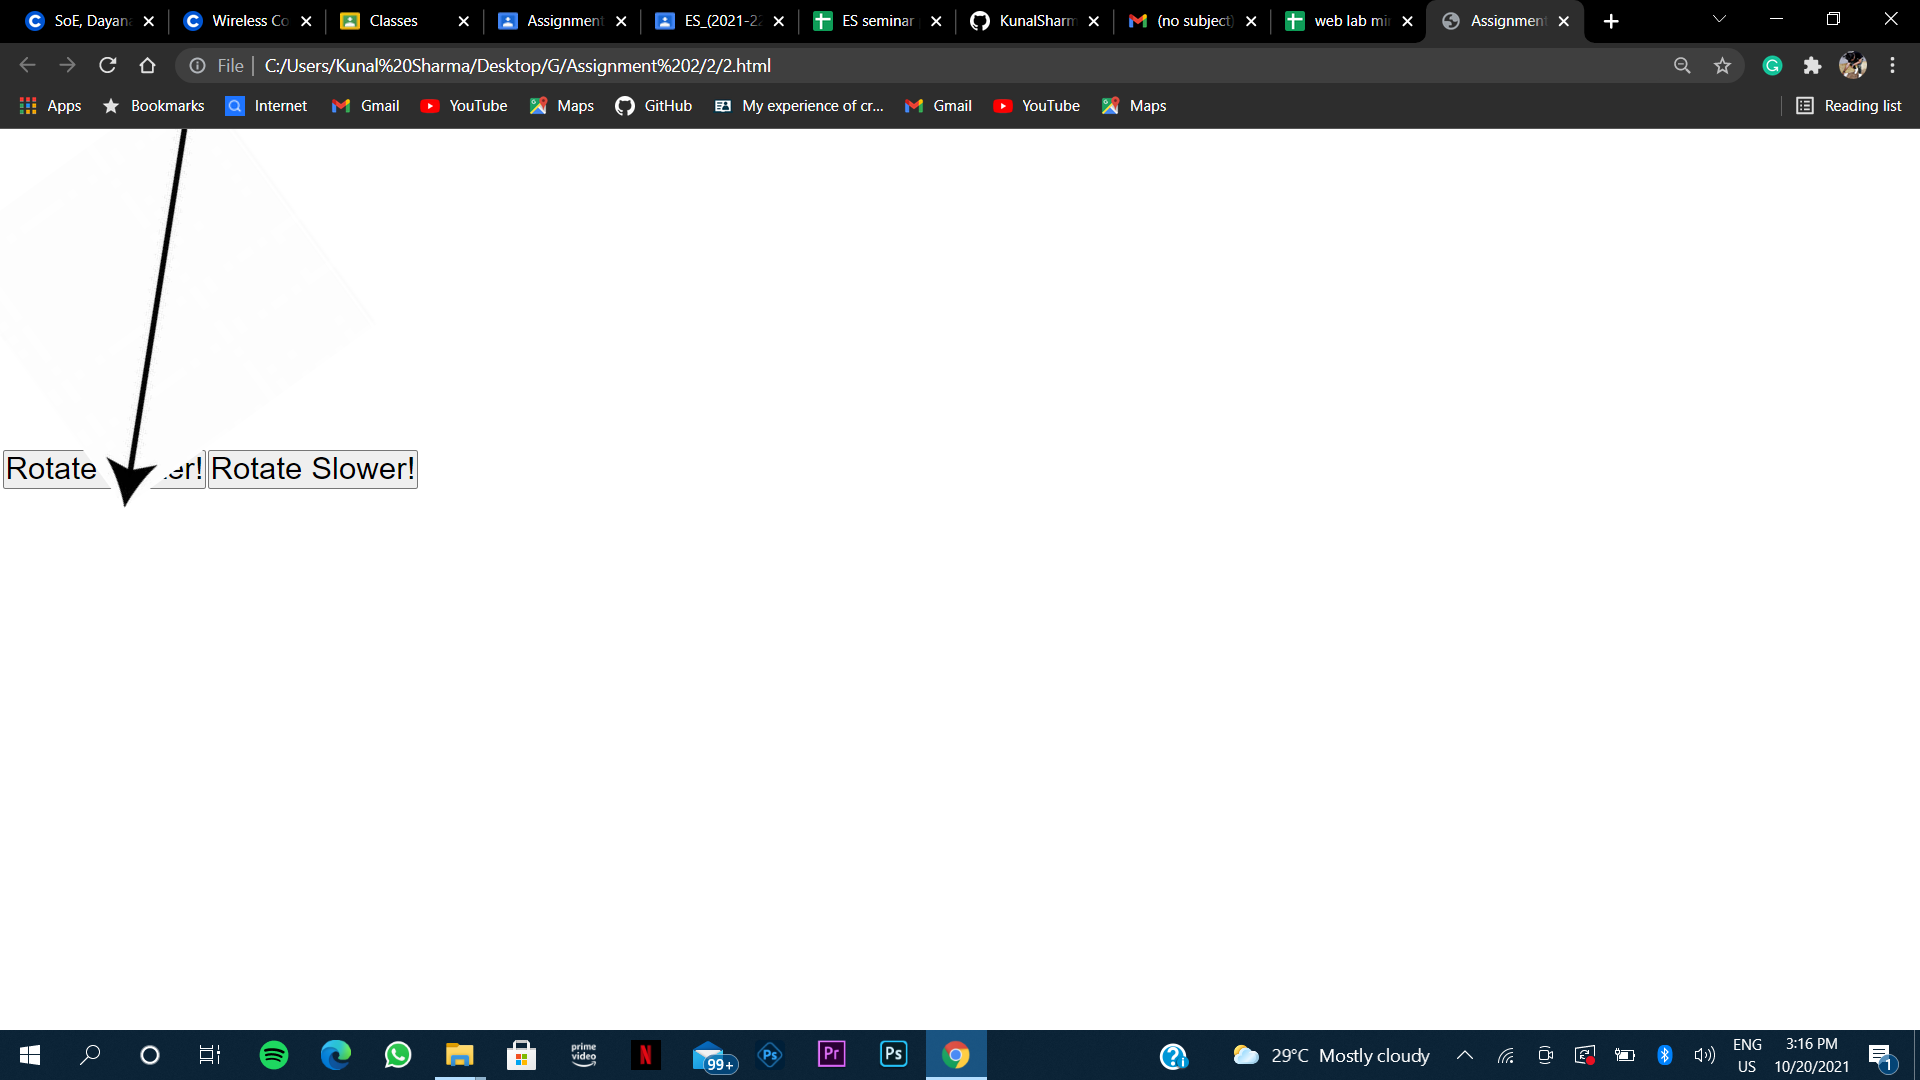 SoE, Dayan
Wireless Co
Classes
Assignment
ES_(2021-22
ES seminar
KunalSharm
(no subject)
web lab mi
Assignment
File
C:/Users/Kunal%20Sharma/Desktop/G/Assignment%202/2/2.html
Apps
Bookmarks
Internet
Gmail
YouTube
Maps
GitHub
My experience of cr...
Gmail
YouTube
Maps
Reading list
Rotate er!
Rotate Slower!
prime
video
N
99+
Ps
Pr
Ps
29°C Mostly cloudy
ENG
US
3:16 PM
10/20/2021
1